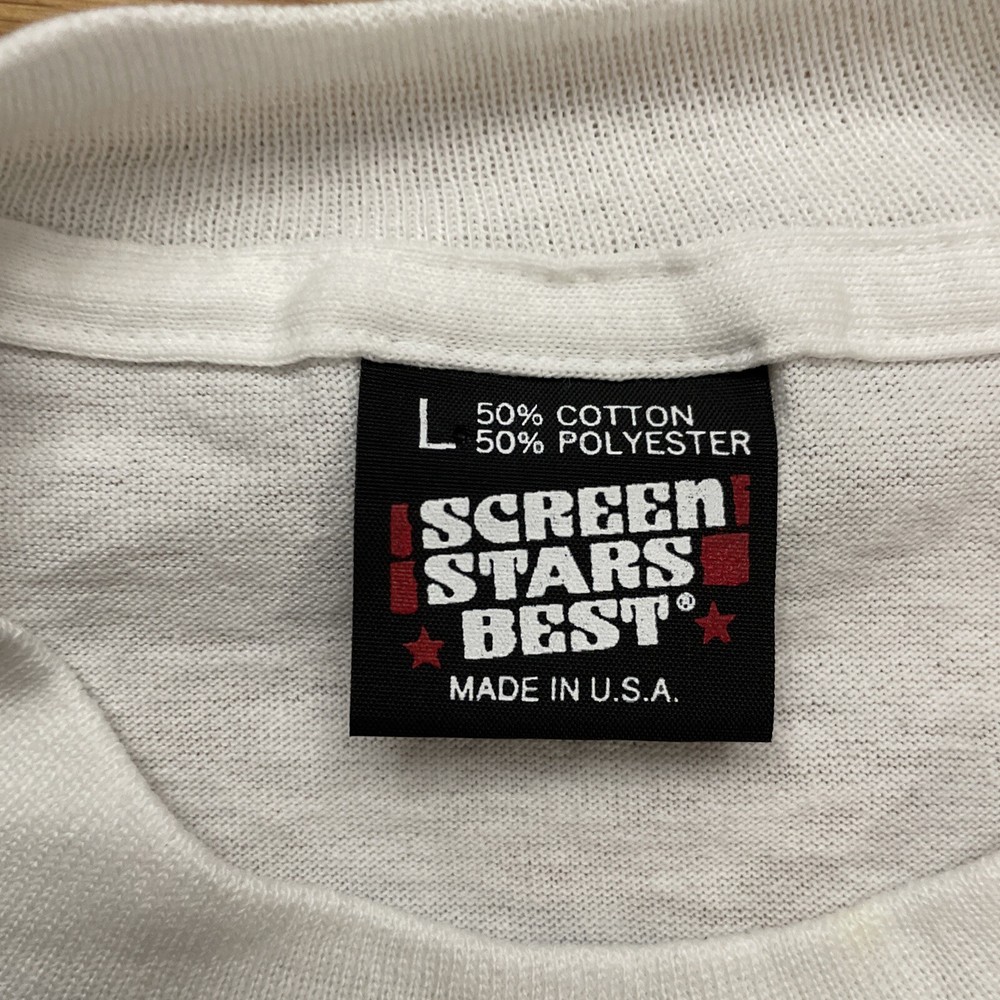 L 50% COTTON
50% POLYESTER
SCREEN
STARS
BEST®
MADE IN U.S.A.